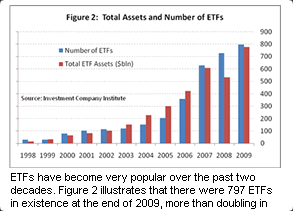 Figure 2: Total Assets and Number of ETFs
Number of ETFs
Total ETF Assets ($bln)
Source: Investment Company Institute
900
800
700
600
500
400
300
200
100
0
1998 1999 2000 2001 2002 2003 2004 2005 2006 2007 2008 2009
ETFs have become very popular over the past two
decades. Figure 2 illustrates that there were 797 ETFs
in existence at the end of 2009, more than doubling in